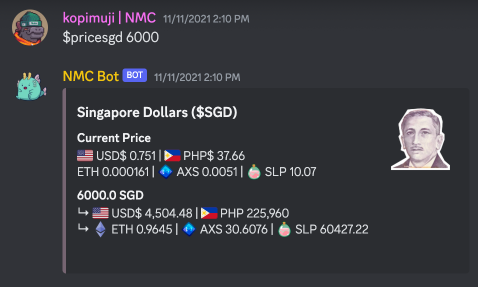 kopimuji | NMC 11/11/2021 2:10 PM
$pricesgd 6000
NMC Bot BOT 11/11/2021 2:10 PM
Singapore Dollars ($SGD)
Current Price
USD$ 0.751 | PHP$ 37.66
ETH 0.000161 | AXS 0.0051 | SLP 10.07
6000.0 SGD
↳ USD$ 4,504.48 | PHP 225,960
↳ ETH 0.9645 | AXS 30.6076 | SLP 60427.22